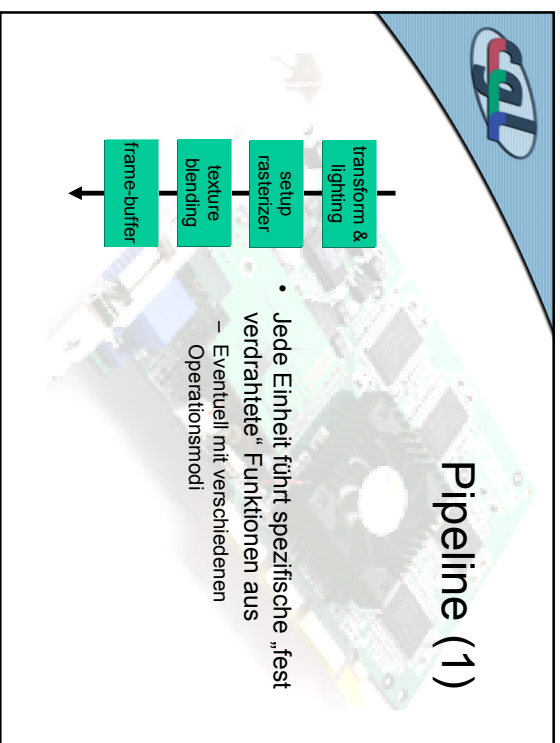 Pipeline (1)
transform &
lighting
setup
rasterizer
texture
blending
frame-buffer
• Jede Einheit führt spezifische „fest
verdrahtete“ Funktionen aus
– Eventuell mit verschiedenen
Operationsmodi